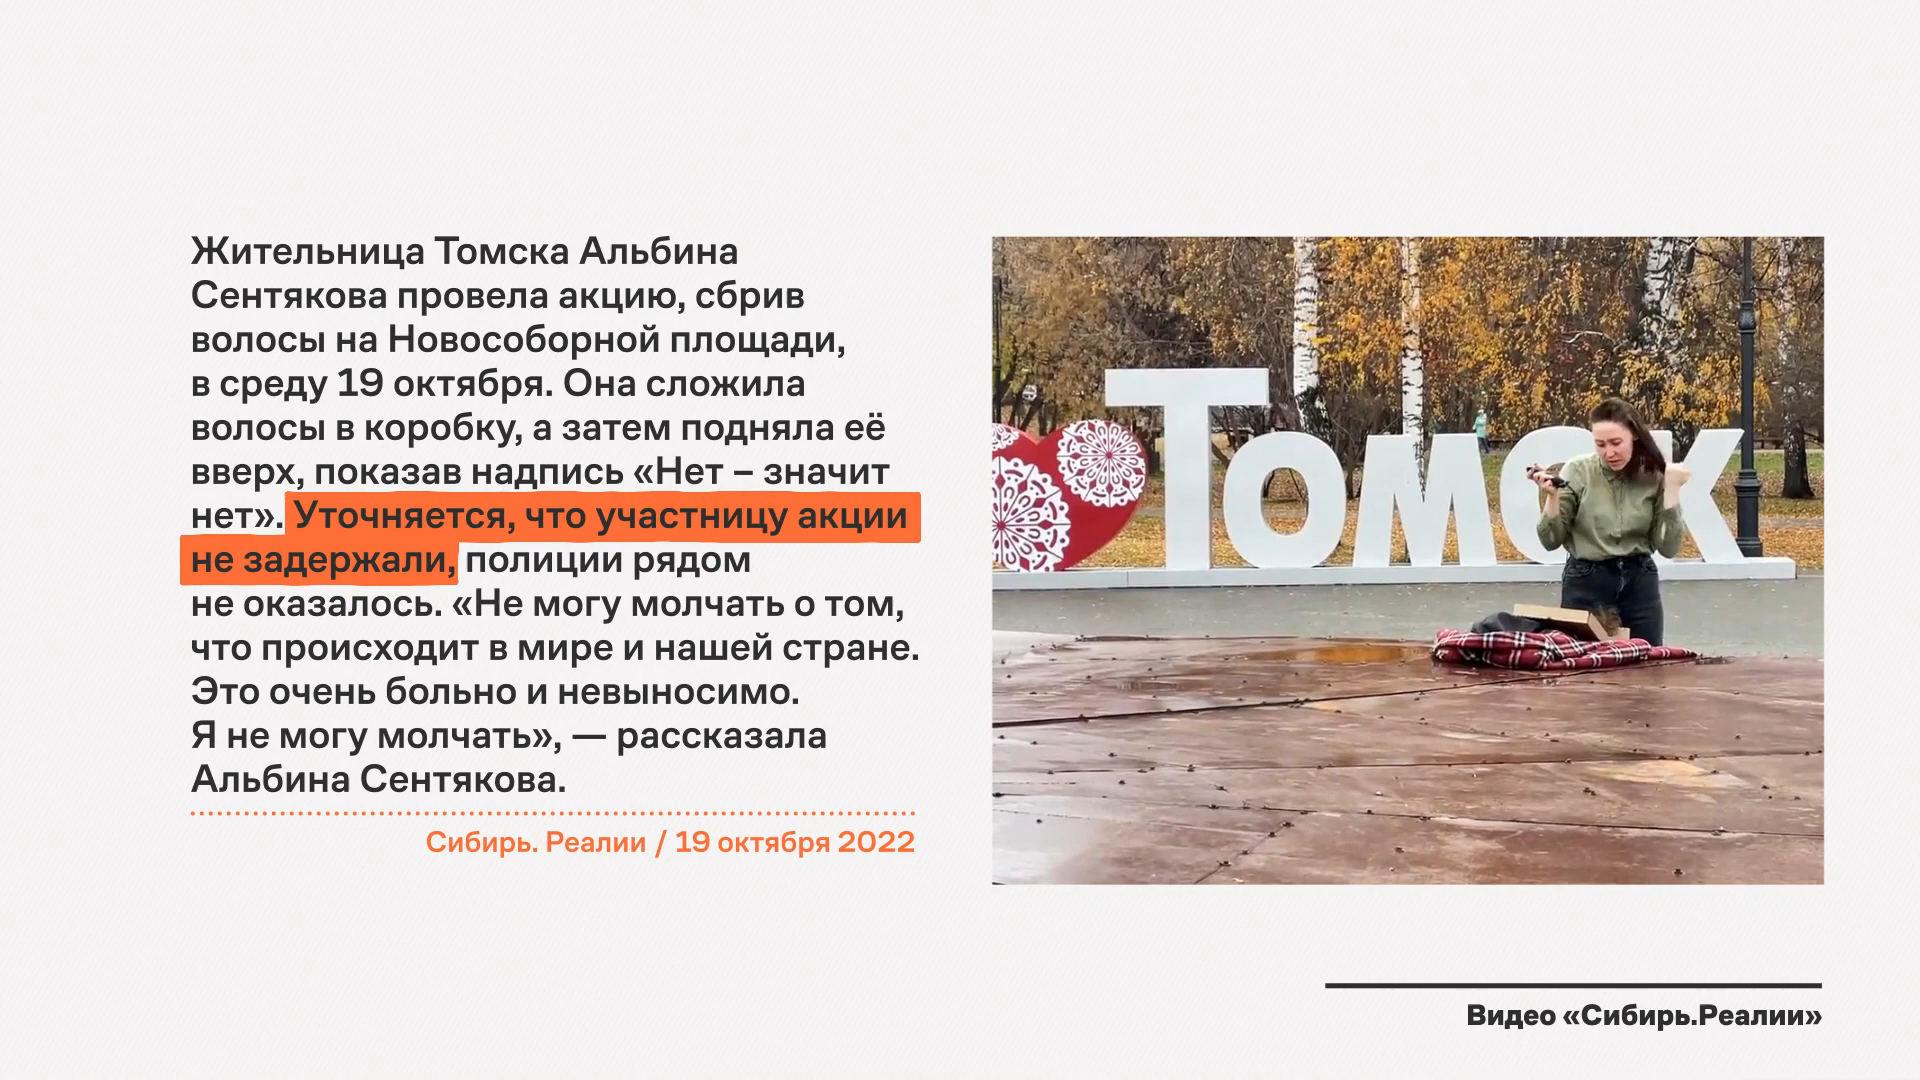 Жительница Томска Альбина
Сентякова провела акцию, сбрив
волосы на Новособорной площади,
в среду 19 октября. Она сложила
волосы в коробку, а затем подняла её
вверх, показав надпись «Нет – значит
нет». Уточняется, что участницу акции
не задержали, полиции рядом
не оказалось. «Не могу молчать о том,
что происходит в мире и нашей стране.
Это очень больно и невыносимо.
Я не могу молчать», — рассказала
Альбина Сентякова.
Сибирь. Реалии / 19 октября 2022
Томск
Видео «Сибирь.Реалии»